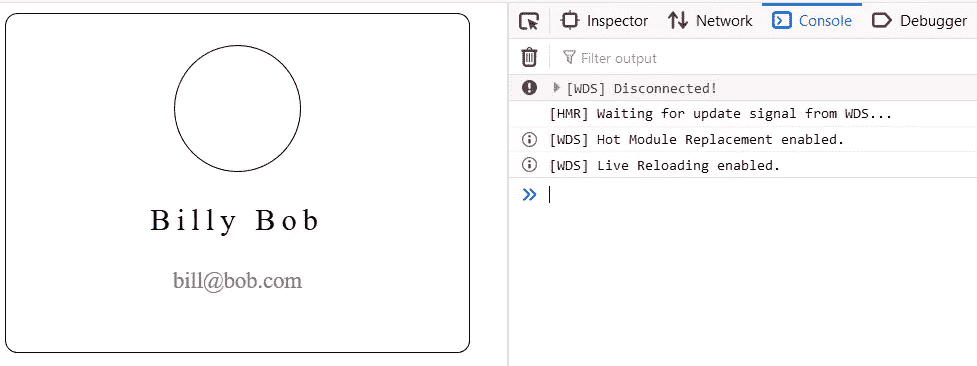 Billy Bob
bill@bob.com
Inspector Network Console Debugger
Filter output
[WDS] Disconnected!
[HMR] Waiting for update signal from WDS...
[WDS] Hot Module Replacement enabled.
[WDS] Live Reloading enabled.